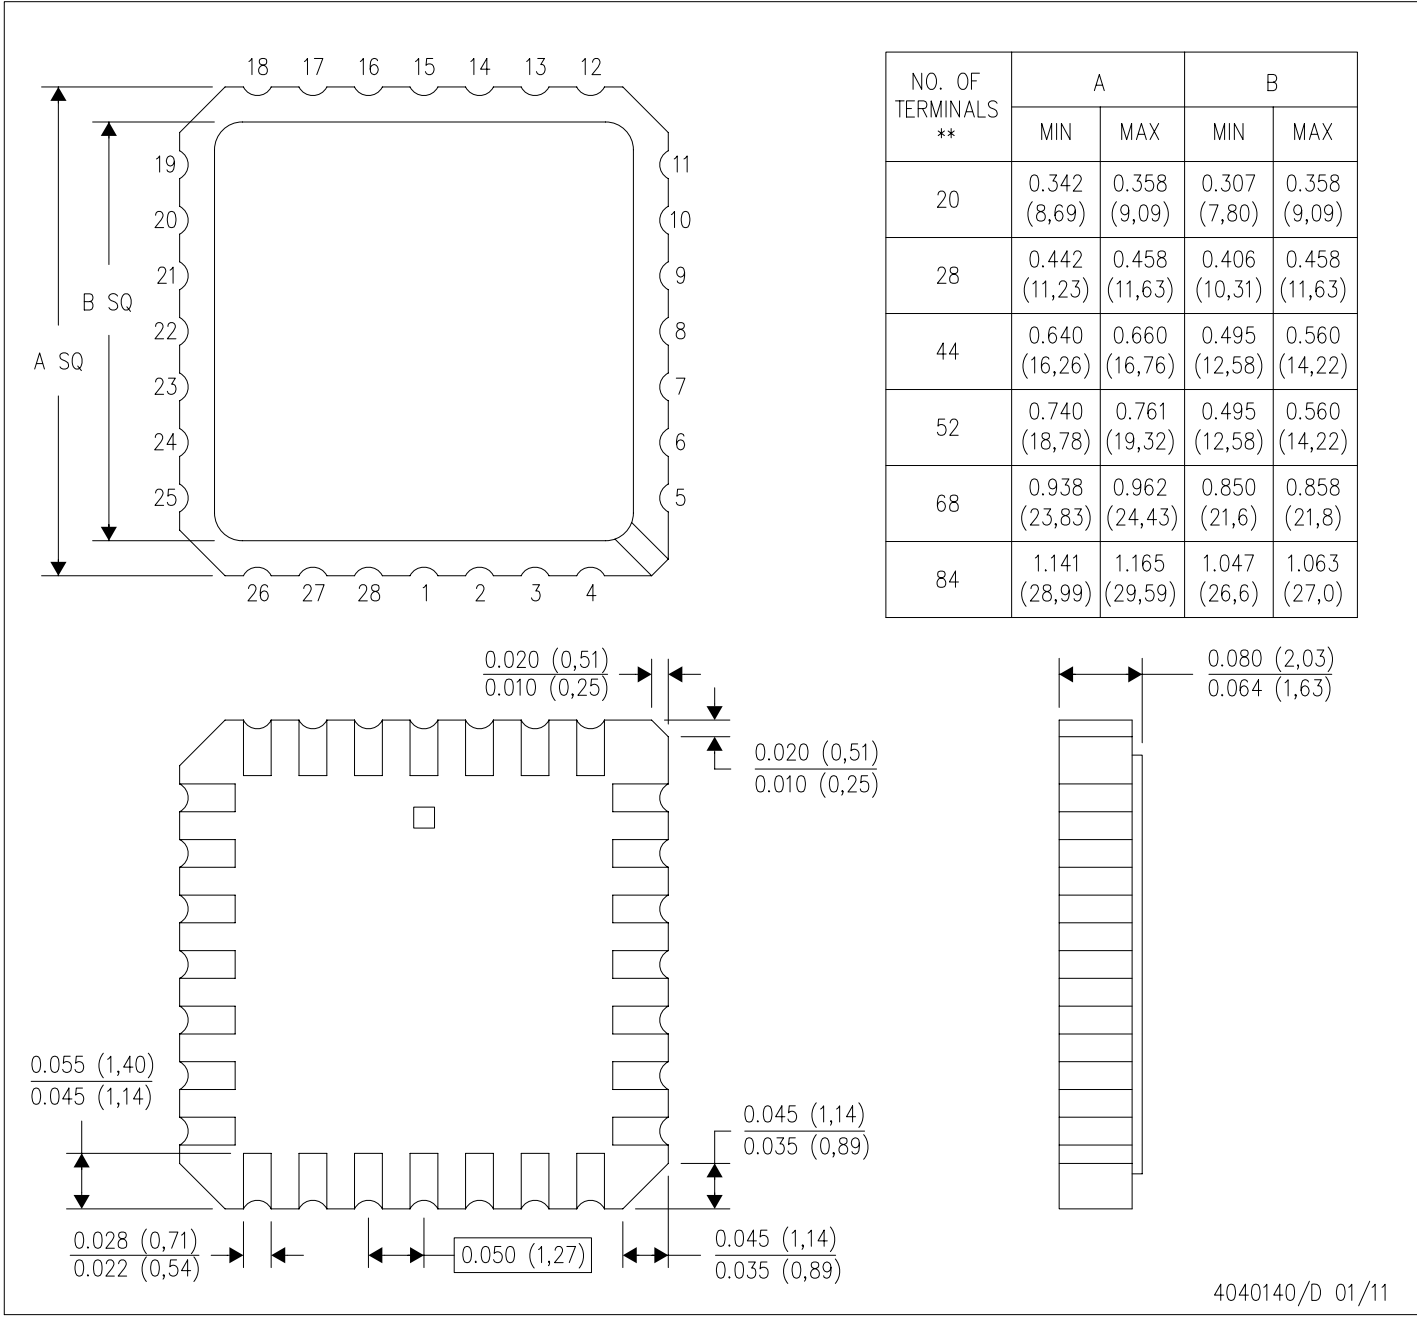 18 17 16 15 14 13 12
19
20
21
22
23
24
25
11
10
9
8
7
6
5
26 27 28 1 2 3 4
A SQ
B SQ
NO. OF TERMINALS ** A B
MIN MAX MIN MAX
20 0.342 (8,69) 0.358 (9,09) 0.307 (7,80) 0.358 (9,09)
28 0.442 (11,23) 0.458 (11,63) 0.406 (10,31) 0.458 (11,63)
44 0.640 (16,26) 0.660 (16,76) 0.495 (12,58) 0.560 (14,22)
52 0.740 (18,78) 0.761 (19,32) 0.495 (12,58) 0.560 (14,22)
68 0.938 (23,83) 0.962 (24,43) 0.850 (21,6) 0.858 (21,8)
84 1.141 (28,99) 1.165 (29,59) 1.047 (26,6) 1.063 (27,0)
0.020 (0,51)
0.010 (0,25)
0.080 (2,03)
0.064 (1,63)
0.020 (0,51)
0.010 (0,25)
0.055 (1,40)
0.045 (1,14)
0.045 (1,14)
0.035 (0,89)
0.028 (0,71)
0.022 (0,54)
0.050 (1,27)
0.045 (1,14)
0.035 (0,89)
4040140/D 01/11